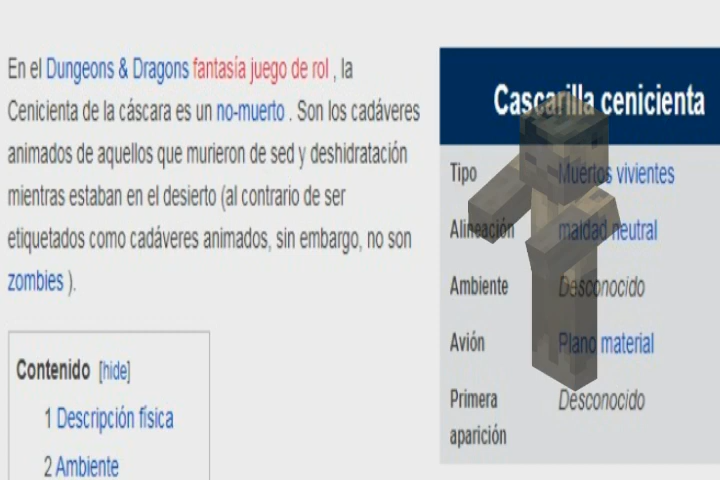 En el Dungeons & Dragons fantasía juego de rol , la
Cenicienta de la cáscara es un no-muerto . Son los cadáveres
animados de aquellos que murieron de sed y deshidratación
mientras estaban en el desierto (al contrario de ser
etiquetados como cadáveres animados, sin embargo, no son
zombies ).
Contenido [hide]
1 Descripción física
2 Ambiente
Cascarilla cenicienta
Tipo Muertos vivientes
Alineación maldad neutral
Ambiente Desconocido
Avión Plano material
Primera Desconocido
aparición